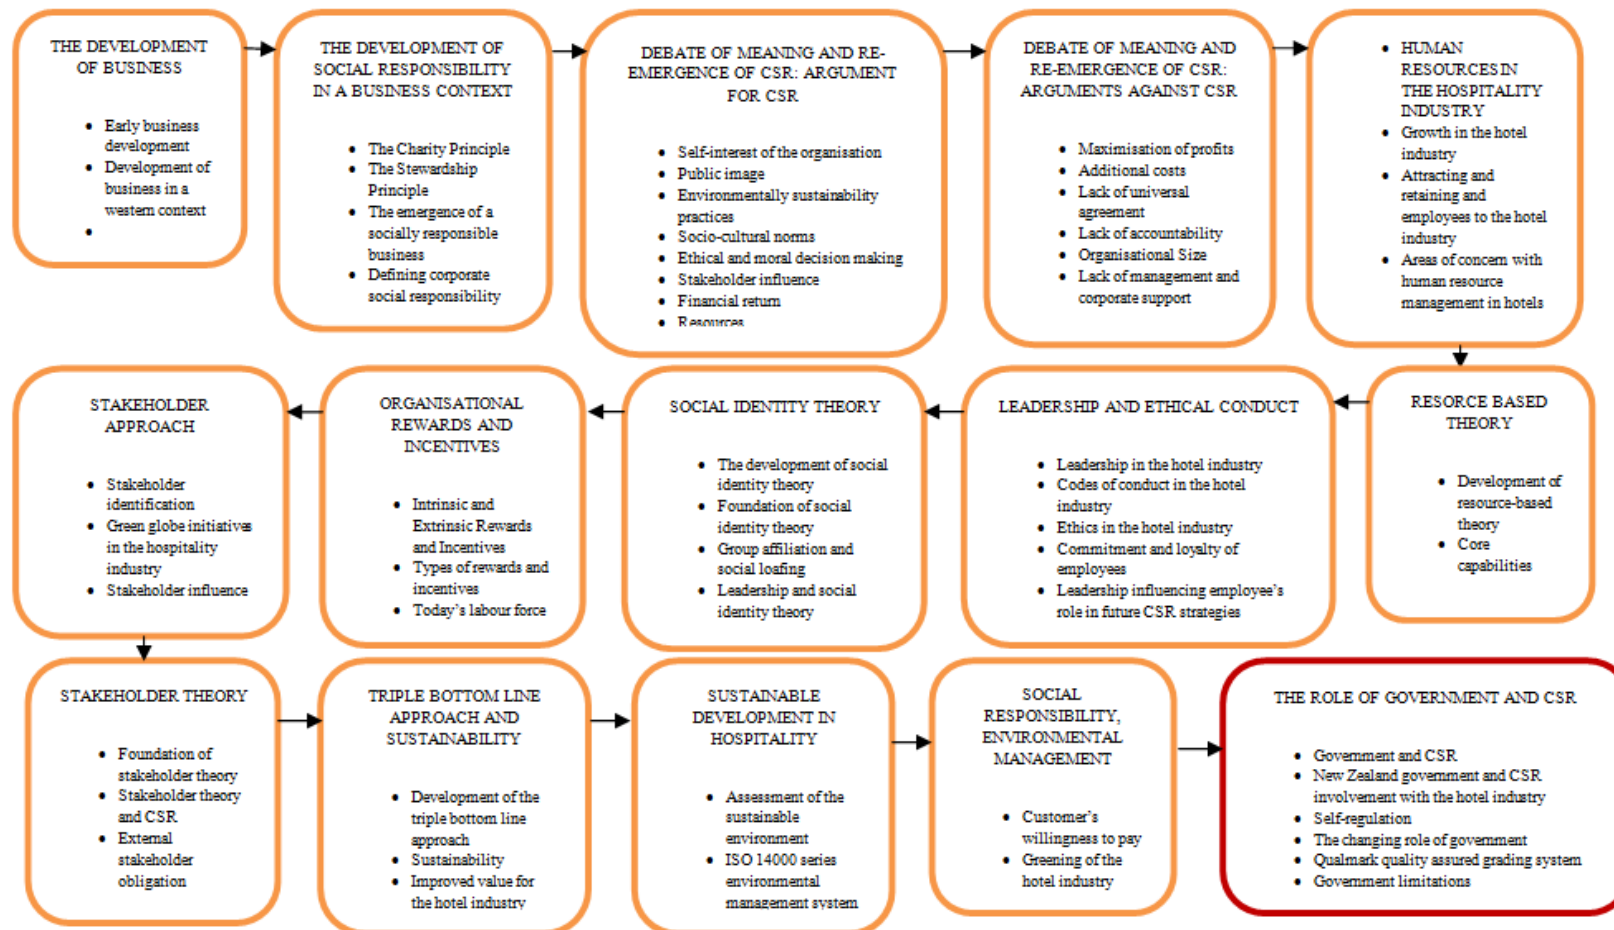 THE DEVELOPMENT
OF BUSINESS
• Early business
development
• Development of
business in a
western context
•
THE DEVELOPMENT OF
SOCIAL RESPONSIBILITY
IN A BUSINESS CONTEXT
• The Charity Principle
• The Stewardship
Principle
• The emergence of a
socially responsible
business
• Defining corporate
social responsibility
DEBATE OF MEANING AND RE-
EMERGENCE OF CSR: ARGUMENT
FOR CSR
• Self-interest of the organisation
• Public image
• Environmentally sustainability
practices
• Socio-cultural norms
• Ethical and moral decision making
• Stakeholder influence
• Financial return
• Resources
DEBATE OF MEANING AND
RE-EMERGENCE OF CSR:
ARGUMENTS AGAINST CSR
• Maximisation of profits
• Additional costs
• Lack of universal
agreement
• Lack of accountability
• Organisational Size
• Lack of management and
corporate support
• HUMAN
RESOURCES IN
THE HOSPITALITY
INDUSTRY
• Growth in the hotel
industry
• Attracting and
retaining and
employees to the hotel
industry
• Areas of concern with
human resource
management in hotels
STAKEHOLDER
APPROACH
• Stakeholder
identification
• Green globe initiatives
in the hospitality
industry
• Stakeholder influence
ORGANISATIONAL
REWARDS AND
INCENTIVES
• Intrinsic and
Extrinsic Rewards
and Incentives
• Types of rewards and
incentives
• Today's labour force
SOCIAL IDENTITY THEORY
• The development of social
identity theory
• Foundation of social
identity theory
• Group affiliation and
social loafing
• Leadership and social
identity theory
LEADERSHIP AND ETHICAL CONDUCT
• Leadership in the hotel industry
• Codes of conduct in the hotel
industry
• Ethics in the hotel industry
• Commitment and loyalty of
employees
• Leadership influencing employee's
role in future CSR strategies
RESORCE BASED
THEORY
• Development of
resource-based
theory
• Core
capabilities
STAKEHOLDER THEORY
• Foundation of
stakeholder theory
• Stakeholder theory
and CSR
• External
stakeholder
obligation
TRIPLE BOTTOM LINE
APPROACH AND
SUSTAINABILITY
• Development of the
triple bottom line
approach
• Sustainability
• Improved value for
the hotel industry
SUSTAINABLE
DEVELOPMENT IN
HOSPITALITY
• Assessment of the
sustainable
environment
• ISO 14000 series
environmental
management system
SOCIAL
RESPONSIBILITY,
ENVIRONMENTAL
MANAGEMENT
• Customer's
willingness to pay
• Greening of the
hotel industry
THE ROLE OF GOVERNMENT AND CSR
• Government and CSR
• New Zealand government and CSR
involvement with the hotel industry
• Self-regulation
• The changing role of government
• Qualmark quality assured grading system
• Government limitations